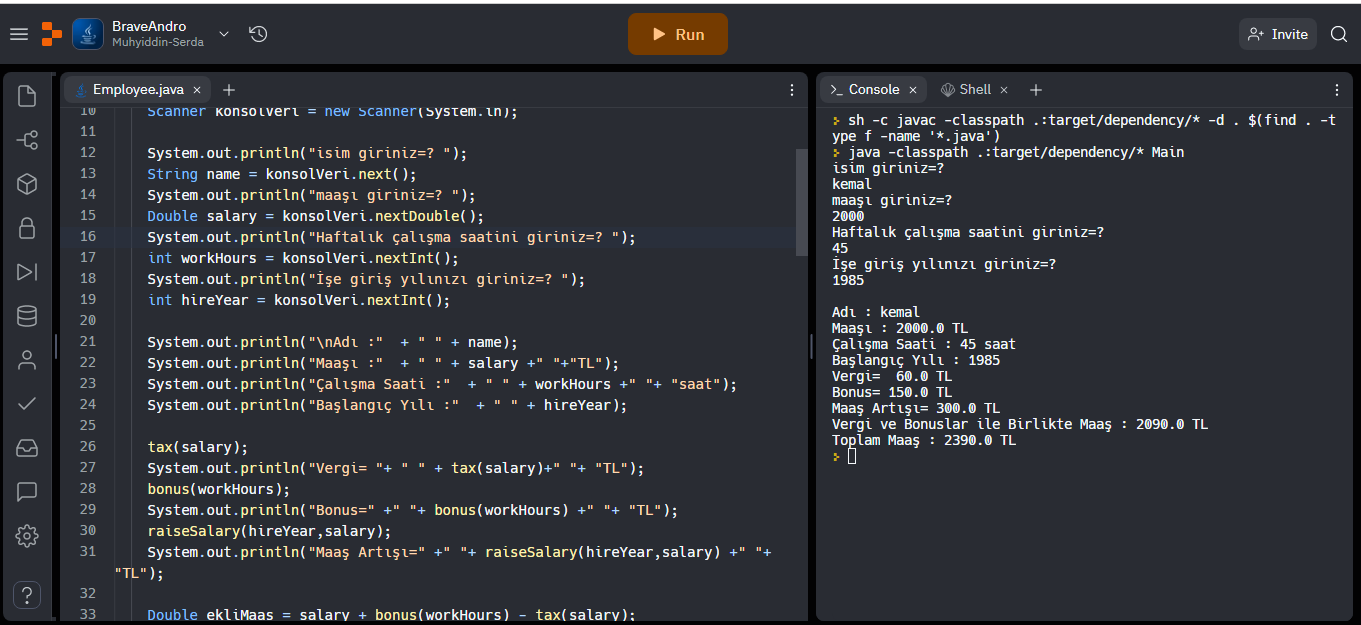 BraveAndro
Muhyiddin-Serda
Run
Invite
Employee.java
10 Scanner konsolVeri = new Scanner(System.in);
11
12 System.out.println("isim giriniz=? ");
13 String name = konsolVeri.next();
14 System.out.println("maaşı giriniz=? ");
15 Double salary = konsolVeri.nextDouble();
16 System.out.println("Haftalık çalışma saatini giriniz=? ");
17 int workHours = konsolVeri.nextInt();
18 System.out.println("İşe giriş yılınızı giriniz=? ");
19 int hireYear = konsolVeri.nextInt();
20
21 System.out.println("\nAdı :"  + " " + name);
22 System.out.println("Maaşı :"  + " " + salary +" "+"TL");
23 System.out.println("Çalışma Saati :"  + " " + workHours +" "+ "saat");
24 System.out.println("Başlangıç Yılı :"  + " " + hireYear);
25
26 tax(salary);
27 System.out.println("Vergi= "+ " " + tax(salary)+" "+ "TL");
28 bonus(workHours);
29 System.out.println("Bonus=" +" "+ bonus(workHours) +" "+ "TL");
30 raiseSalary(hireYear,salary);
31 System.out.println("Maaş Artışı=" +" "+ raiseSalary(hireYear,salary) +" "+
"TL");
32
33 Double ekliMaas = salary + bonus(workHours) - tax(salary);
Console
Shell
sh -c javac -classpath .:target/dependency/* -d . $(find . -t
ype f -name '*.java')
java -classpath .:target/dependency/* Main
isim giriniz=?
kemal
maaşı giriniz=?
2000
Haftalık çalışma saatini giriniz=?
45
İşe giriş yılınızı giriniz=?
1985
Adı : kemal
Maaşı : 2000.0 TL
Çalışma Saati : 45 saat
Başlangıç Yılı : 1985
Vergi=  60.0 TL
Bonus= 150.0 TL
Maaş Artışı= 300.0 TL
Vergi ve Bonuslar ile Birlikte Maaş : 2090.0 TL
Toplam Maaş : 2390.0 TL